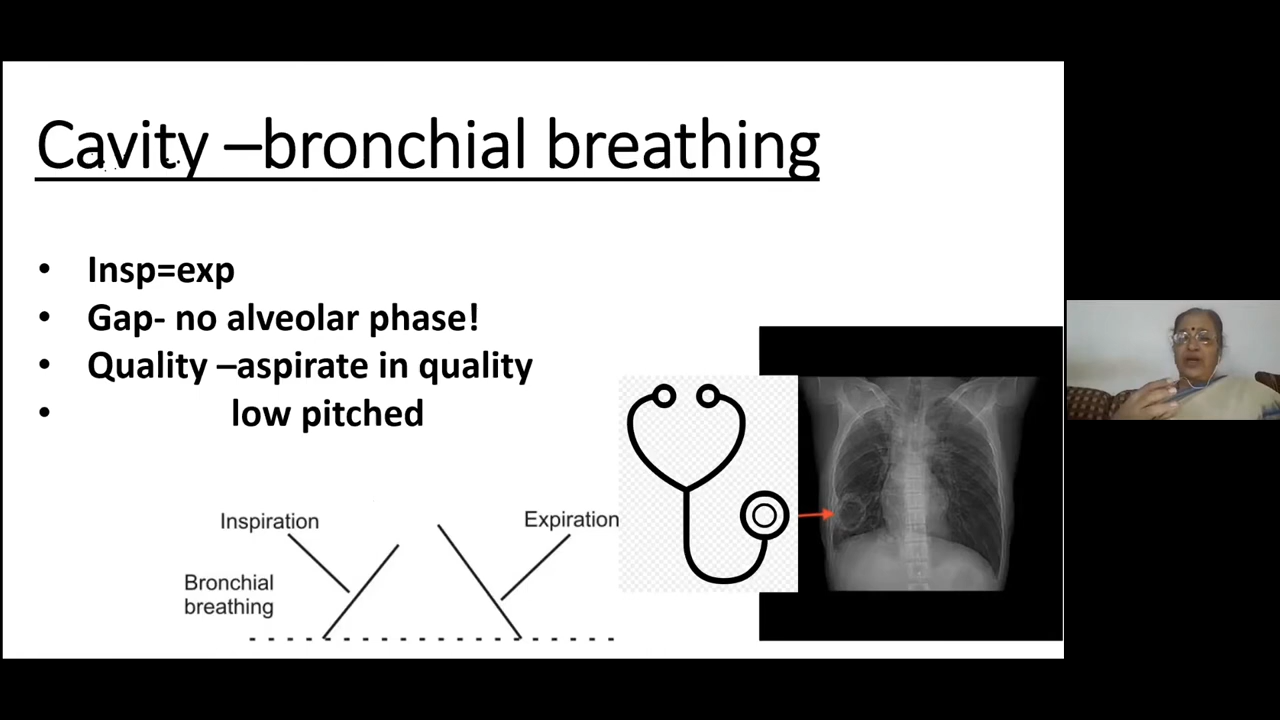 Cavity –bronchial breathing
• Insp=exp
• Gap- no alveolar phase!
• Quality –aspirate in quality
• low pitched
Inspiration
Expiration
Bronchial
breathing